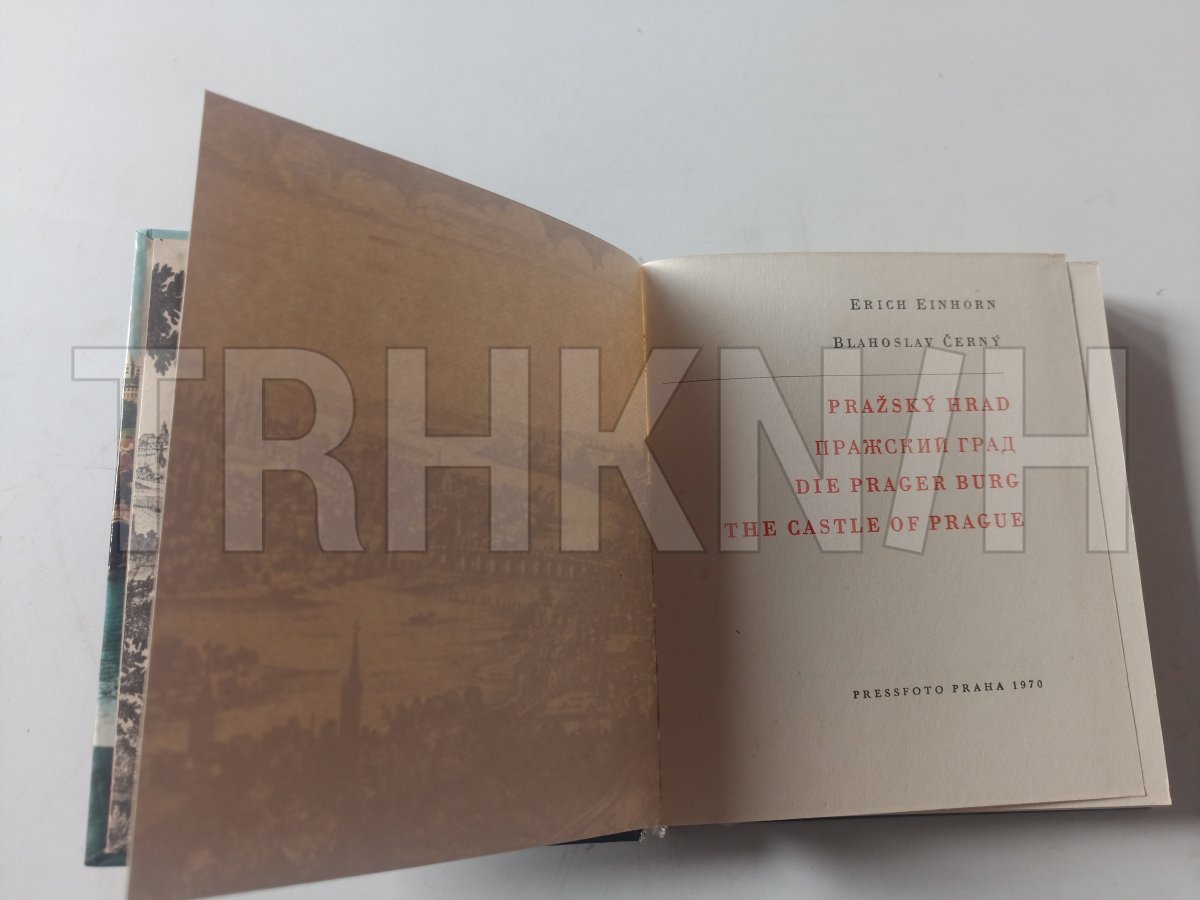 ERICH EINHORN
BLAHOSLAV ČERNÝ
PRAŽSKÝ HRAD
ПРАЖСКИЙ ГРАД
DIE PRAGER BURG
THE CASTLE OF PRAGUE
PRESSFOTO PRAHA 1970
TRHKNIH